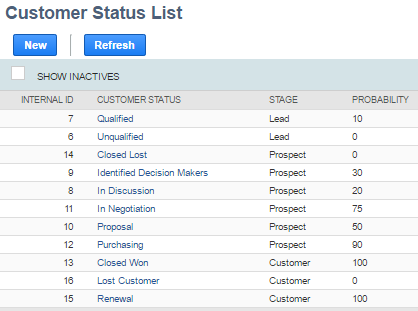 Customer Status List
New Refresh
SHOW INACTIVES
INTERNAL ID CUSTOMER STATUS STAGE PROBABILITY
7 Qualified Lead 10
6 Unqualified Lead 0
14 Closed Lost Prospect 0
9 Identified Decision Makers Prospect 30
8 In Discussion Prospect 20
11 In Negotiation Prospect 75
10 Proposal Prospect 50
12 Purchasing Prospect 90
13 Closed Won Customer 100
16 Lost Customer Customer 0
15 Renewal Customer 100